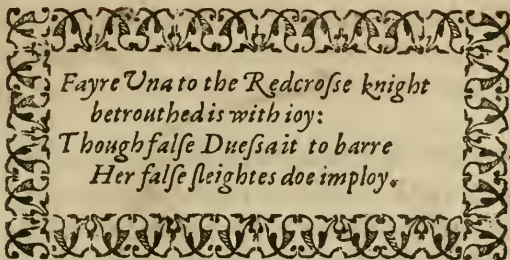 Fayre Una to the Redcroſſe knight
betrouthed is with ioy:
Though falſe Dueſſa it to barre
Her falſe ſleightes doe imploy.